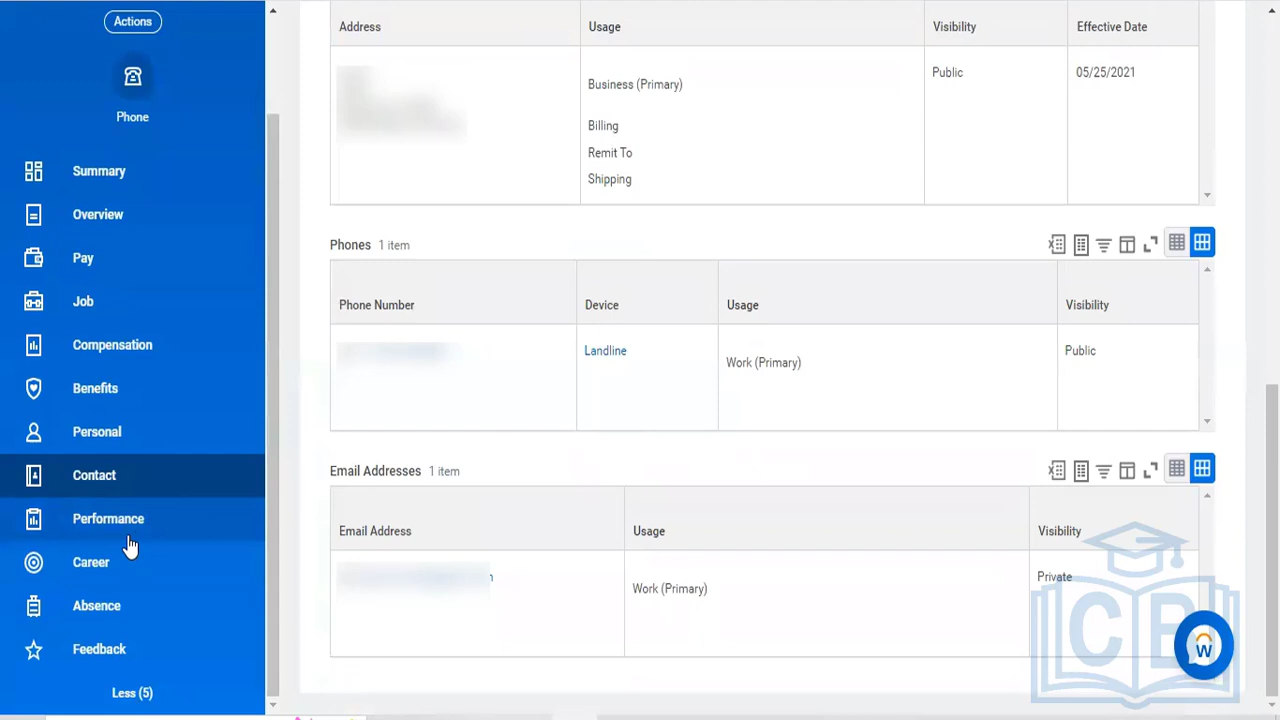 Actions
Phone
Summary
Overview
Pay
Job
Compensation
Benefits
Personal
Contact
Performance
Career
Absence
Feedback
Less (5)
Address Usage Visibility Effective Date
Business (Primary) Public 05/25/2021
Billing
Remit To
Shipping
Phones 1 item
Phone Number Device Usage Visibility
Landline Work (Primary) Public
Email Addresses 1 item
Email Address Usage Visibility
Work (Primary) Private
CB
W